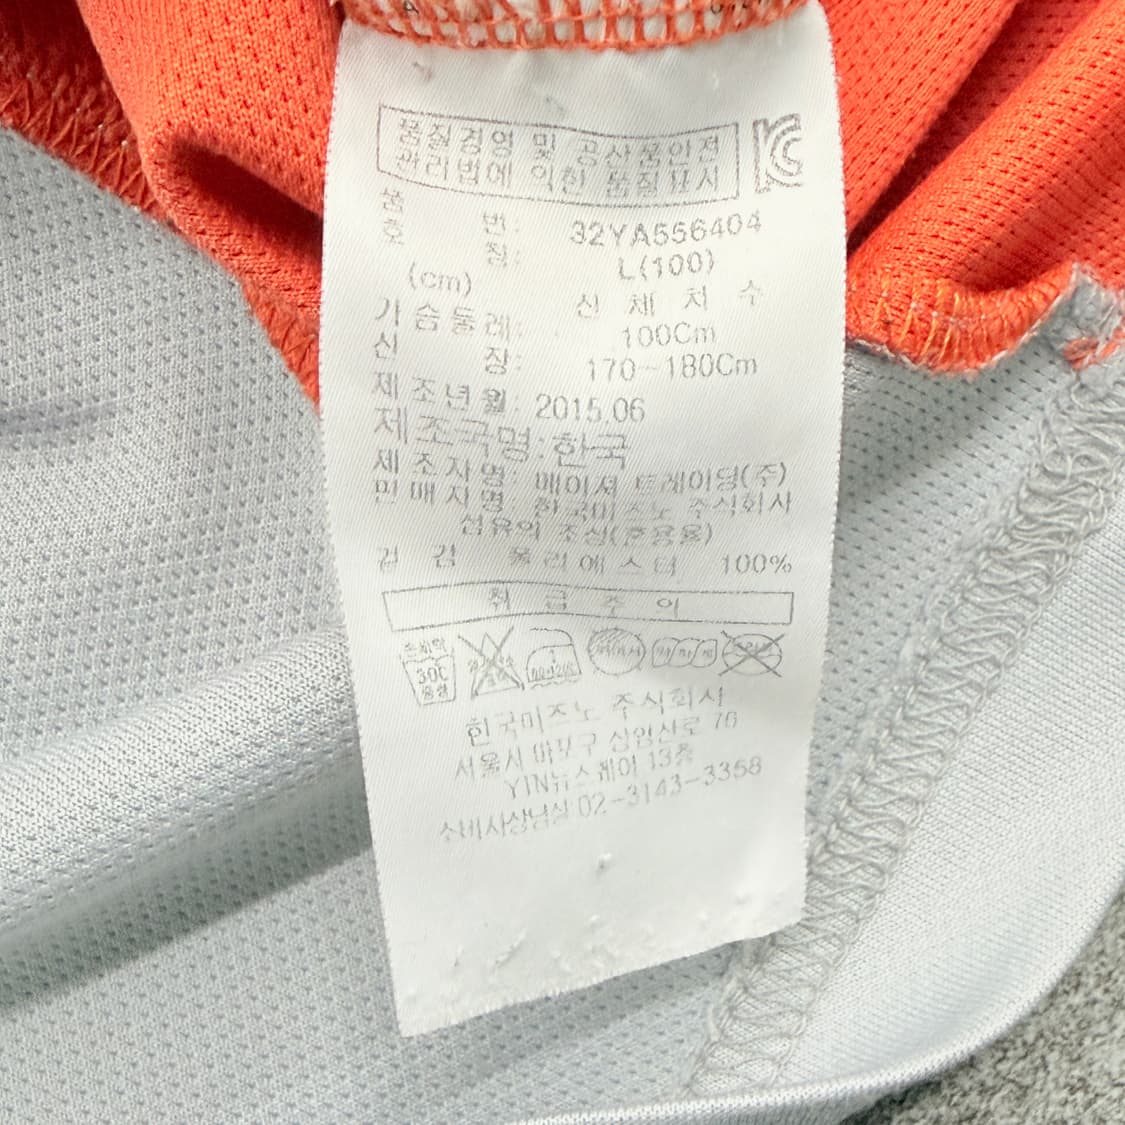 품질경영 및 공산품안전
관리법에 의한 품질표시
품 번: 32YA556404
호 칭: L(100)
(cm) 신 체 치 수
가슴둘레: 100Cm
신 장: 170~180Cm
제조년월: 2015.06
제조국명:한국
제조자명: 메이저 트레이딩(주)
판매자명: 한국미즈노 주식회사
섬유의 조성(혼용율)
겉 감 폴리에스터 100%
취 급 주 의
손세탁
30C
중성
한국미즈노 주식회사
서울시 마포구 성암산로 76
YTN뉴스퀘어 13층
소비자상담실 02-3143-3368